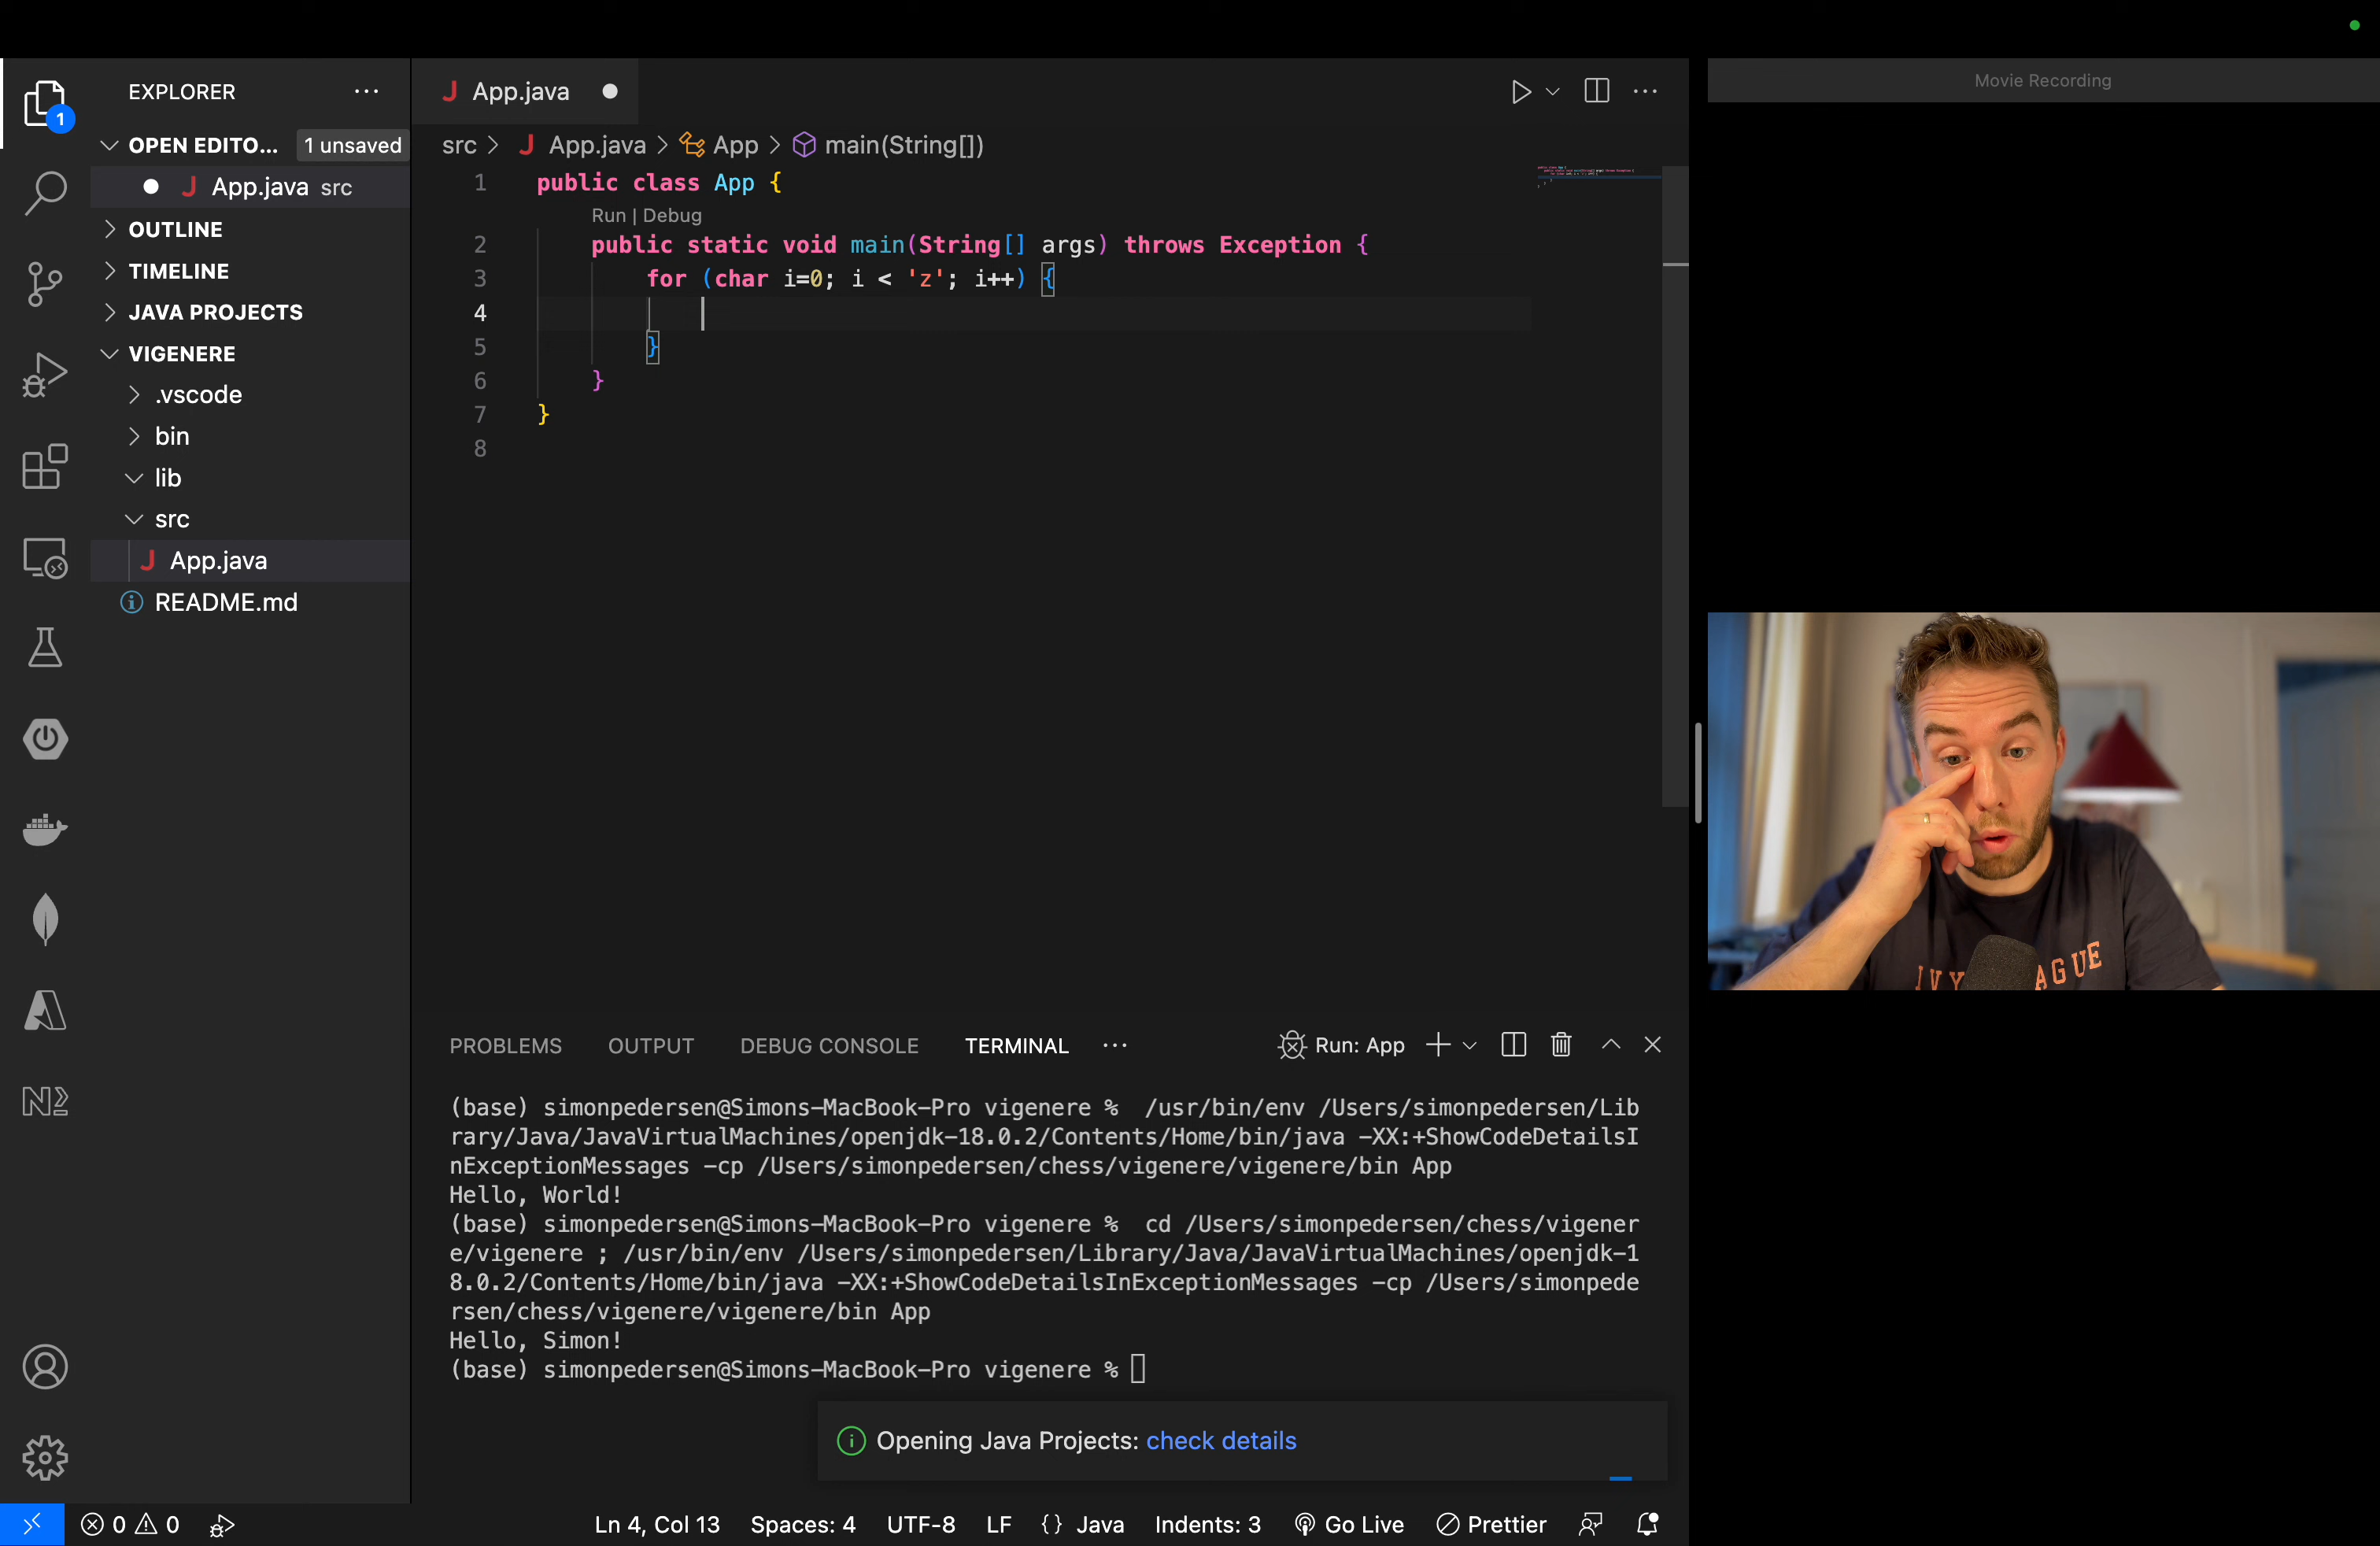 Movie Recording
1
EXPLORER
OPEN EDITO... 1 unsaved
App.java src
OUTLINE
TIMELINE
JAVA PROJECTS
VIGENERE
.vscode
bin
lib
src
App.java
README.md
App.java
src > App.java > App > main(String[])
1 public class App {
Run | Debug
2 public static void main(String[] args) throws Exception {
3 for (char i=0; i < 'z'; i++) {
4
5 }
6 }
7 }
8
PROBLEMS OUTPUT DEBUG CONSOLE TERMINAL ... Run: App
(base) simonpedersen@Simons-MacBook-Pro vigenere %  /usr/bin/env /Users/simonpedersen/Lib
rary/Java/JavaVirtualMachines/openjdk-18.0.2/Contents/Home/bin/java -XX:+ShowCodeDetailsI
nExceptionMessages -cp /Users/simonpedersen/chess/vigenere/vigenere/bin App
Hello, World!
(base) simonpedersen@Simons-MacBook-Pro vigenere %  cd /Users/simonpedersen/chess/vigener
e/vigenere ; /usr/bin/env /Users/simonpedersen/Library/Java/JavaVirtualMachines/openjdk-1
8.0.2/Contents/Home/bin/java -XX:+ShowCodeDetailsInExceptionMessages -cp /Users/simonpede
rsen/chess/vigenere/vigenere/bin App
Hello, Simon!
(base) simonpedersen@Simons-MacBook-Pro vigenere %
Opening Java Projects: check details
0 0 Ln 4, Col 13 Spaces: 4 UTF-8 LF {} Java Indents: 3 Go Live Prettier